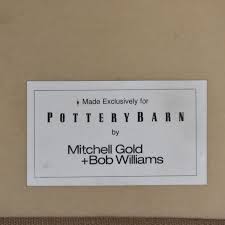 Made Exclusively for
POTTERYBARN
by
Mitchell Gold
+Bob Williams